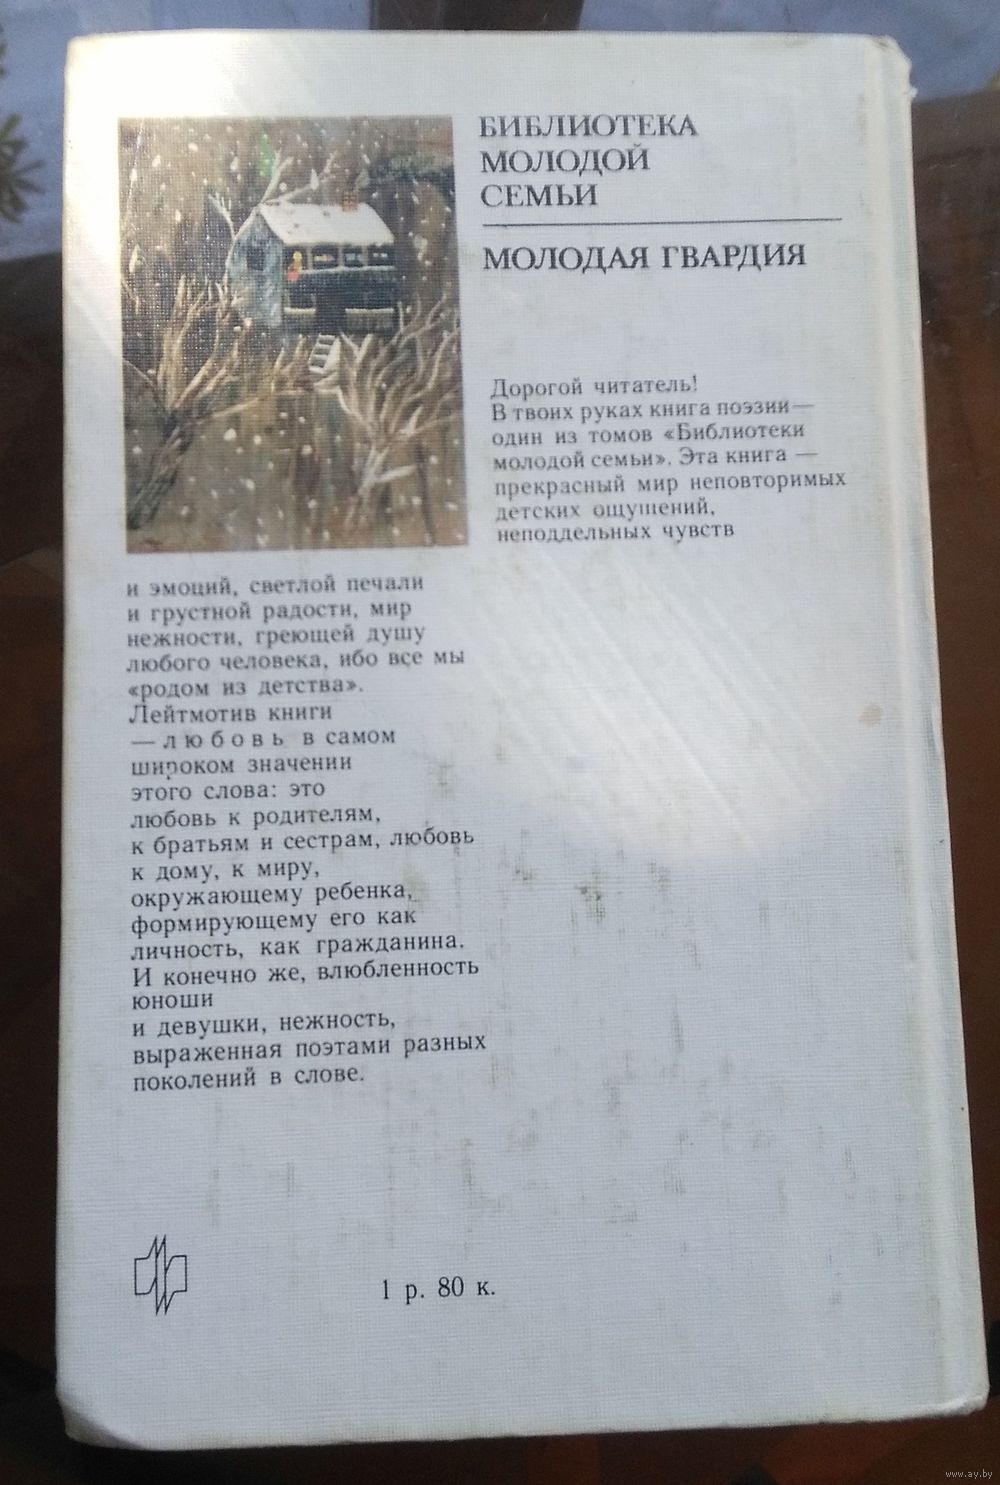 БИБЛИОТЕКА
МОЛОДОЙ
СЕМЬИ
МОЛОДАЯ ГВАРДИЯ
Дорогой читатель!
В твоих руках книга поэзии —
один из томов «Библиотеки
молодой семьи». Эта книга —
прекрасный мир неповторимых
детских ощущений,
неподдельных чувств
и эмоций, светлой печали
и грустной радости, мир
нежности, греющей душу
любого человека, ибо все мы
«родом из детства».
Лейтмотив книги
— любовь в самом
широком значении
этого слова: это
любовь к родителям,
к братьям и сестрам, любовь
к дому, к миру,
окружающему ребенка,
формирующему его как
личность, как гражданина.
И конечно же, влюбленность
юноши
и девушки, нежность,
выраженная поэтами разных
поколений в слове.
1 р. 80 к.
www.ay.by